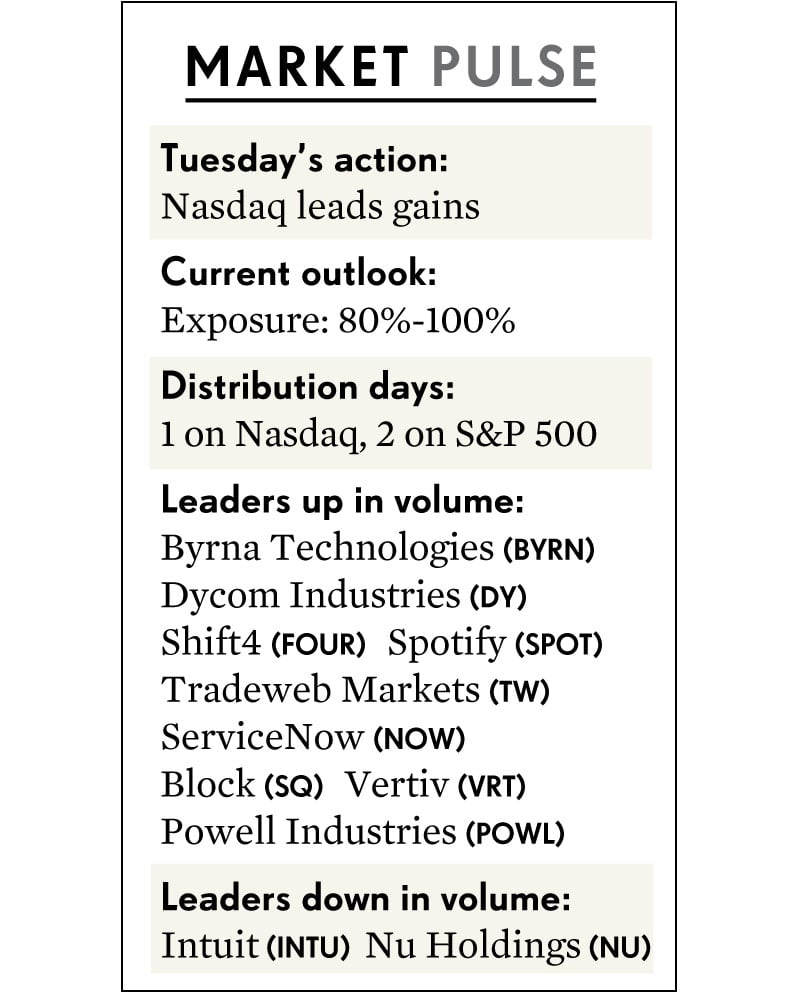 MARKET PULSE
Tuesday's action:
Nasdaq leads gains
Current outlook:
Exposure: 80%-100%
Distribution days:
1 on Nasdaq, 2 on S&P 500
Leaders up in volume:
Byrna Technologies (BYRN)
Dycom Industries (DY)
Shift4 (FOUR) Spotify (SPOT)
Tradeweb Markets (TW)
ServiceNow (NOW)
Block (SQ) Vertiv (VRT)
Powell Industries (POWL)
Leaders down in volume:
Intuit (INTU) Nu Holdings (NU)